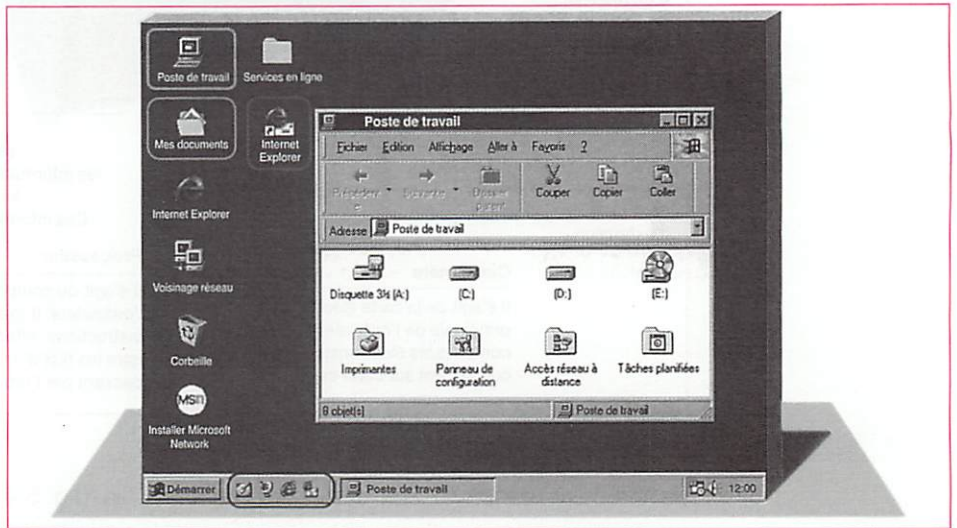 Poste de travail
Services en ligne
Mes documents
Internet
Explorer
Internet Explorer
Voisinage réseau
Corbeille
MSN
Installer Microsoft
Network
Poste de travail
Fichier Edition Affichage Aller à Favoris ?
Précédent Suivante Dossier parent Couper Copier Coller
Adresse Poste de travail
Disquette 3½ (A:) (C:) (D:) (E:)
Imprimantes Panneau de configuration Accès réseau à distance Tâches planifiées
8 objet(s) Poste de travail
Démarrer Poste de travail 12:00